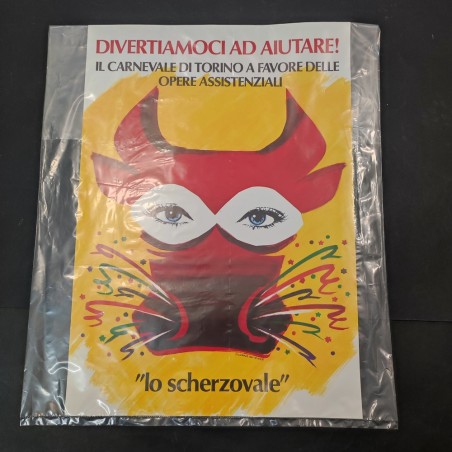 DIVERTIAMOCI AD AIUTARE!
IL CARNEVALE DI TORINO A FAVORE DELLE
OPERE ASSISTENZIALI
"lo scherzovale"